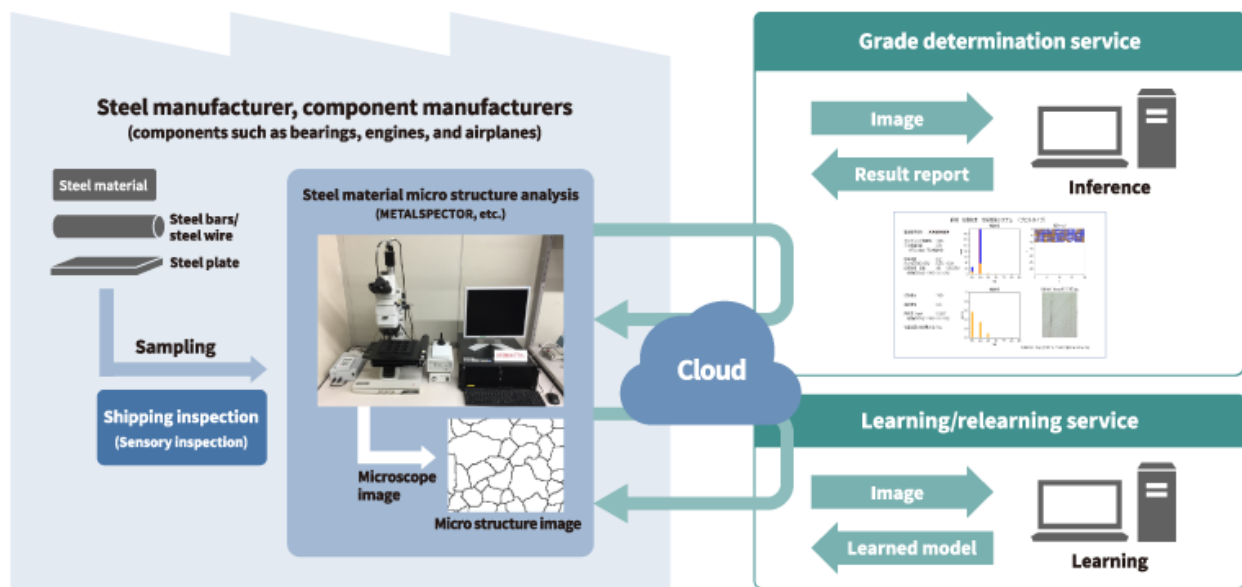 Steel manufacturer, component manufacturers
(components such as bearings, engines, and airplanes)
Steel material
Steel bars/
steel wire
Steel plate
Sampling
Shipping inspection
(Sensory inspection)
Steel material micro structure analysis
(METALSPECTOR, etc.)
Microscope
image
Micro structure image
Cloud
Grade determination service
Image
Result report
Inference
Learning/relearning service
Image
Learned model
Learning